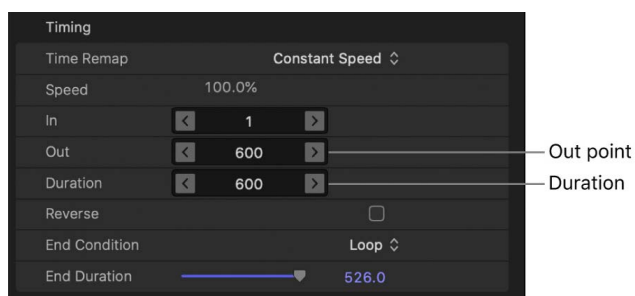 Timing
Time Remap Constant Speed
Speed 100.0%
In 1
Out 600 Out point
Duration 600 Duration
Reverse
End Condition Loop
End Duration 526.0